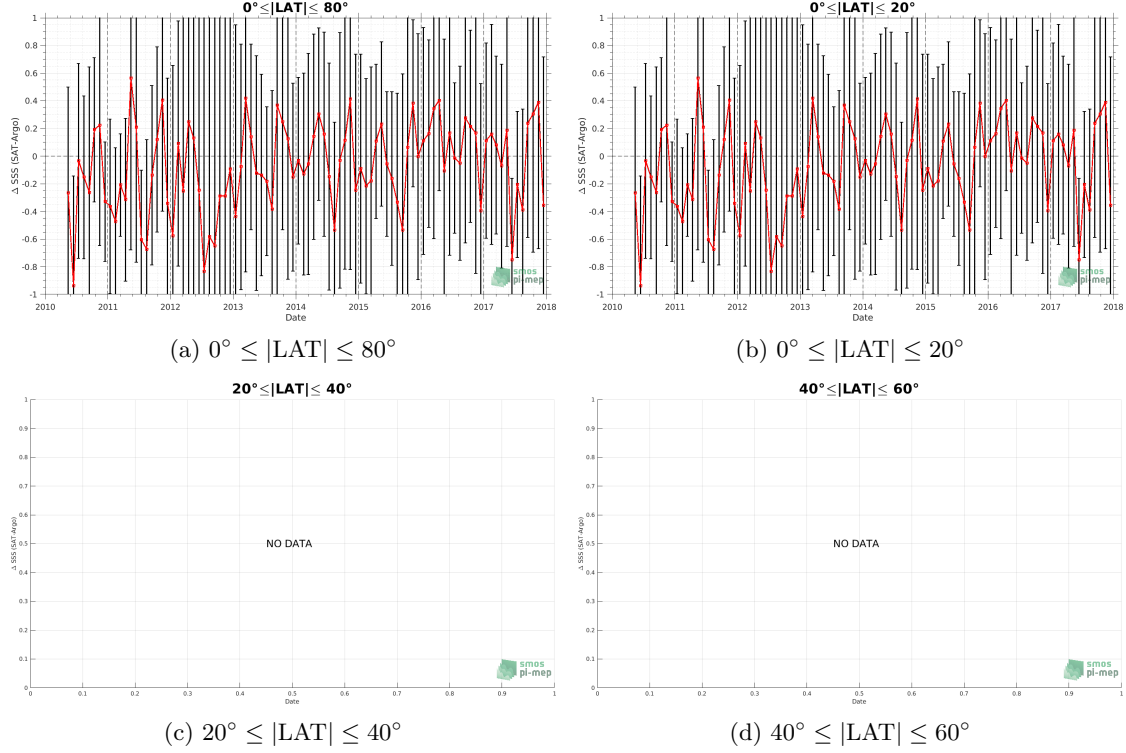 0°≤|LAT|≤ 80°
1
0.8
0.6
0.4
0.2
0
-0.2
-0.4
-0.6
-0.8
-1
Δ SSS (SAT-Argo)
2010 2011 2012 2013 2014 2015 2016 2017 2018
Date
smos
pi-mep
(a) 0° ≤ |LAT| ≤ 80°
0°≤|LAT|≤ 20°
1
0.8
0.6
0.4
0.2
0
-0.2
-0.4
-0.6
-0.8
-1
Δ SSS (SAT-Argo)
2010 2011 2012 2013 2014 2015 2016 2017 2018
Date
smos
pi-mep
(b) 0° ≤ |LAT| ≤ 20°
20°≤|LAT|≤ 40°
1
0.9
0.8
0.7
0.6
0.5
0.4
0.3
0.2
0.1
0
Δ SSS (SAT-Argo)
NO DATA
0 0.1 0.2 0.3 0.4 0.5 0.6 0.7 0.8 0.9 1
Date
smos
pi-mep
(c) 20° ≤ |LAT| ≤ 40°
40°≤|LAT|≤ 60°
1
0.9
0.8
0.7
0.6
0.5
0.4
0.3
0.2
0.1
0
Δ SSS (SAT-Argo)
NO DATA
0 0.1 0.2 0.3 0.4 0.5 0.6 0.7 0.8 0.9 1
Date
smos
pi-mep
(d) 40° ≤ |LAT| ≤ 60°